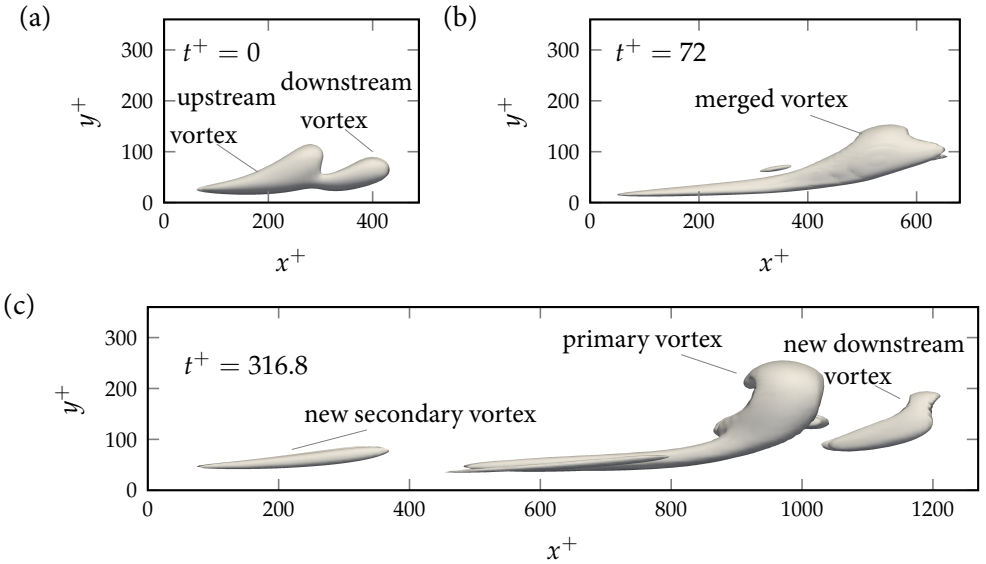 (a)
t⁺ = 0
upstream
vortex
downstream
vortex
300
200
100
0
y⁺
0 200 400
x⁺
(b)
t⁺ = 72
merged vortex
300
200
100
0
y⁺
0 200 400 600
x⁺
(c)
t⁺ = 316.8
new secondary vortex
primary vortex
new downstream
vortex
300
200
100
0
y⁺
0 200 400 600 800 1000 1200
x⁺